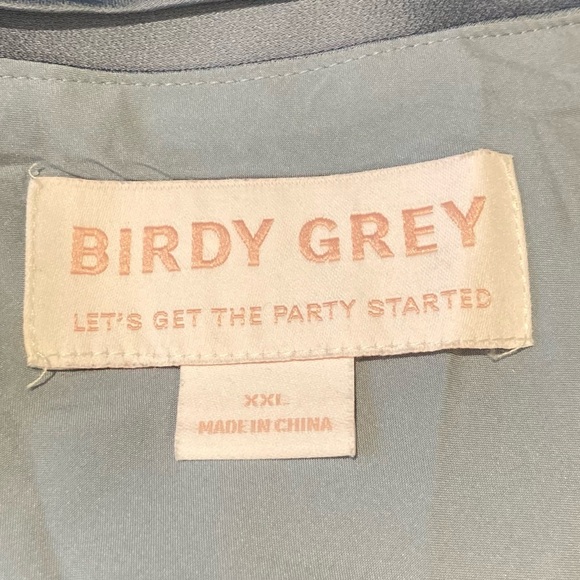 BIRDY GREY
LET'S GET THE PARTY STARTED
XXL
MADE IN CHINA